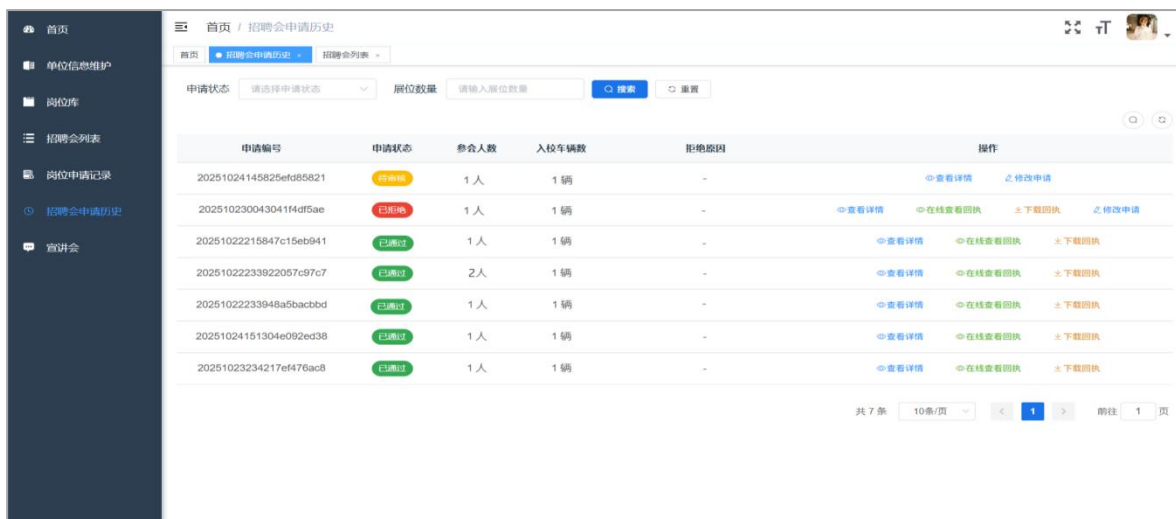 首页
单位信息维护
岗位库
招聘会列表
岗位申请记录
招聘会申请历史
宣讲会
首页 / 招聘会申请历史
首页 招聘会申请历史 × 招聘会列表 ×
申请状态 请选择申请状态 展位数量 请输入展位数量 搜索 重置
申请编号 申请状态 参会人数 入校车辆数 拒绝原因 操作
20251024145825efd85821 待审核 1 人 1 辆 - 查看详情 修改申请
202510230043041f4df5ae 已拒绝 1 人 1 辆 - 查看详情 在线查看回执 下载回执 修改申请
20251022215847c15eb941 已通过 1 人 1 辆 - 查看详情 在线查看回执 下载回执
20251022233922057c97c7 已通过 2人 1 辆 - 查看详情 在线查看回执 下载回执
20251022233948a5bacbbd 已通过 1 人 1 辆 - 查看详情 在线查看回执 下载回执
20251024151304e092ed38 已通过 1 人 1 辆 - 查看详情 在线查看回执 下载回执
20251023234217ef476ac8 已通过 1 人 1 辆 - 查看详情 在线查看回执 下载回执
共 7 条 10条/页 < 1 > 前往 1 页